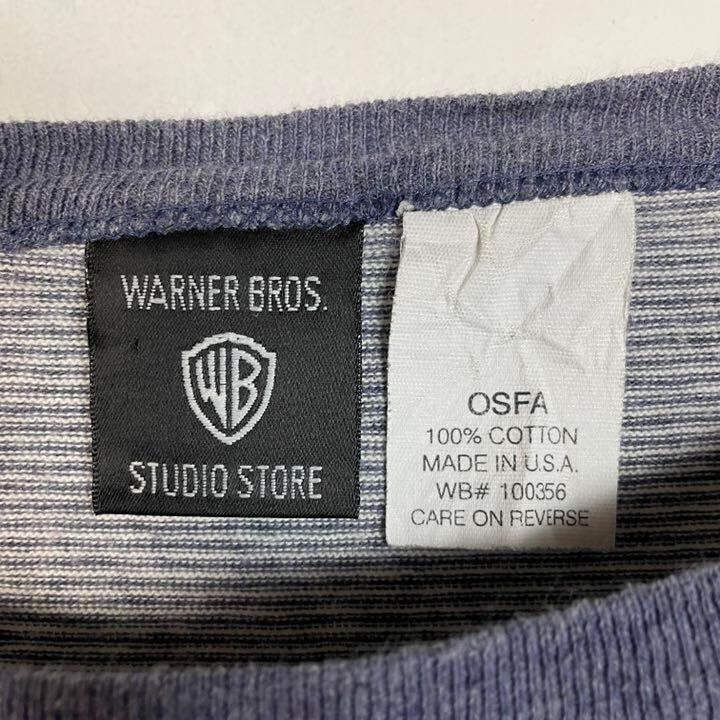 WARNER BROS.
WB
STUDIO STORE
OSFA
100% COTTON
MADE IN U.S.A.
WB# 100356
CARE ON REVERSE